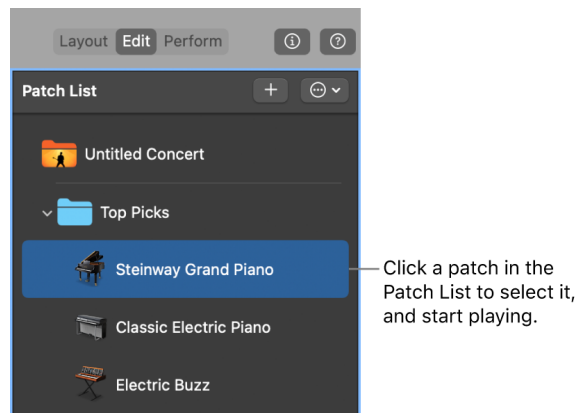 Layout Edit Perform
Patch List
Untitled Concert
Top Picks
Steinway Grand Piano
Click a patch in the
Patch List to select it,
and start playing.
Classic Electric Piano
Electric Buzz